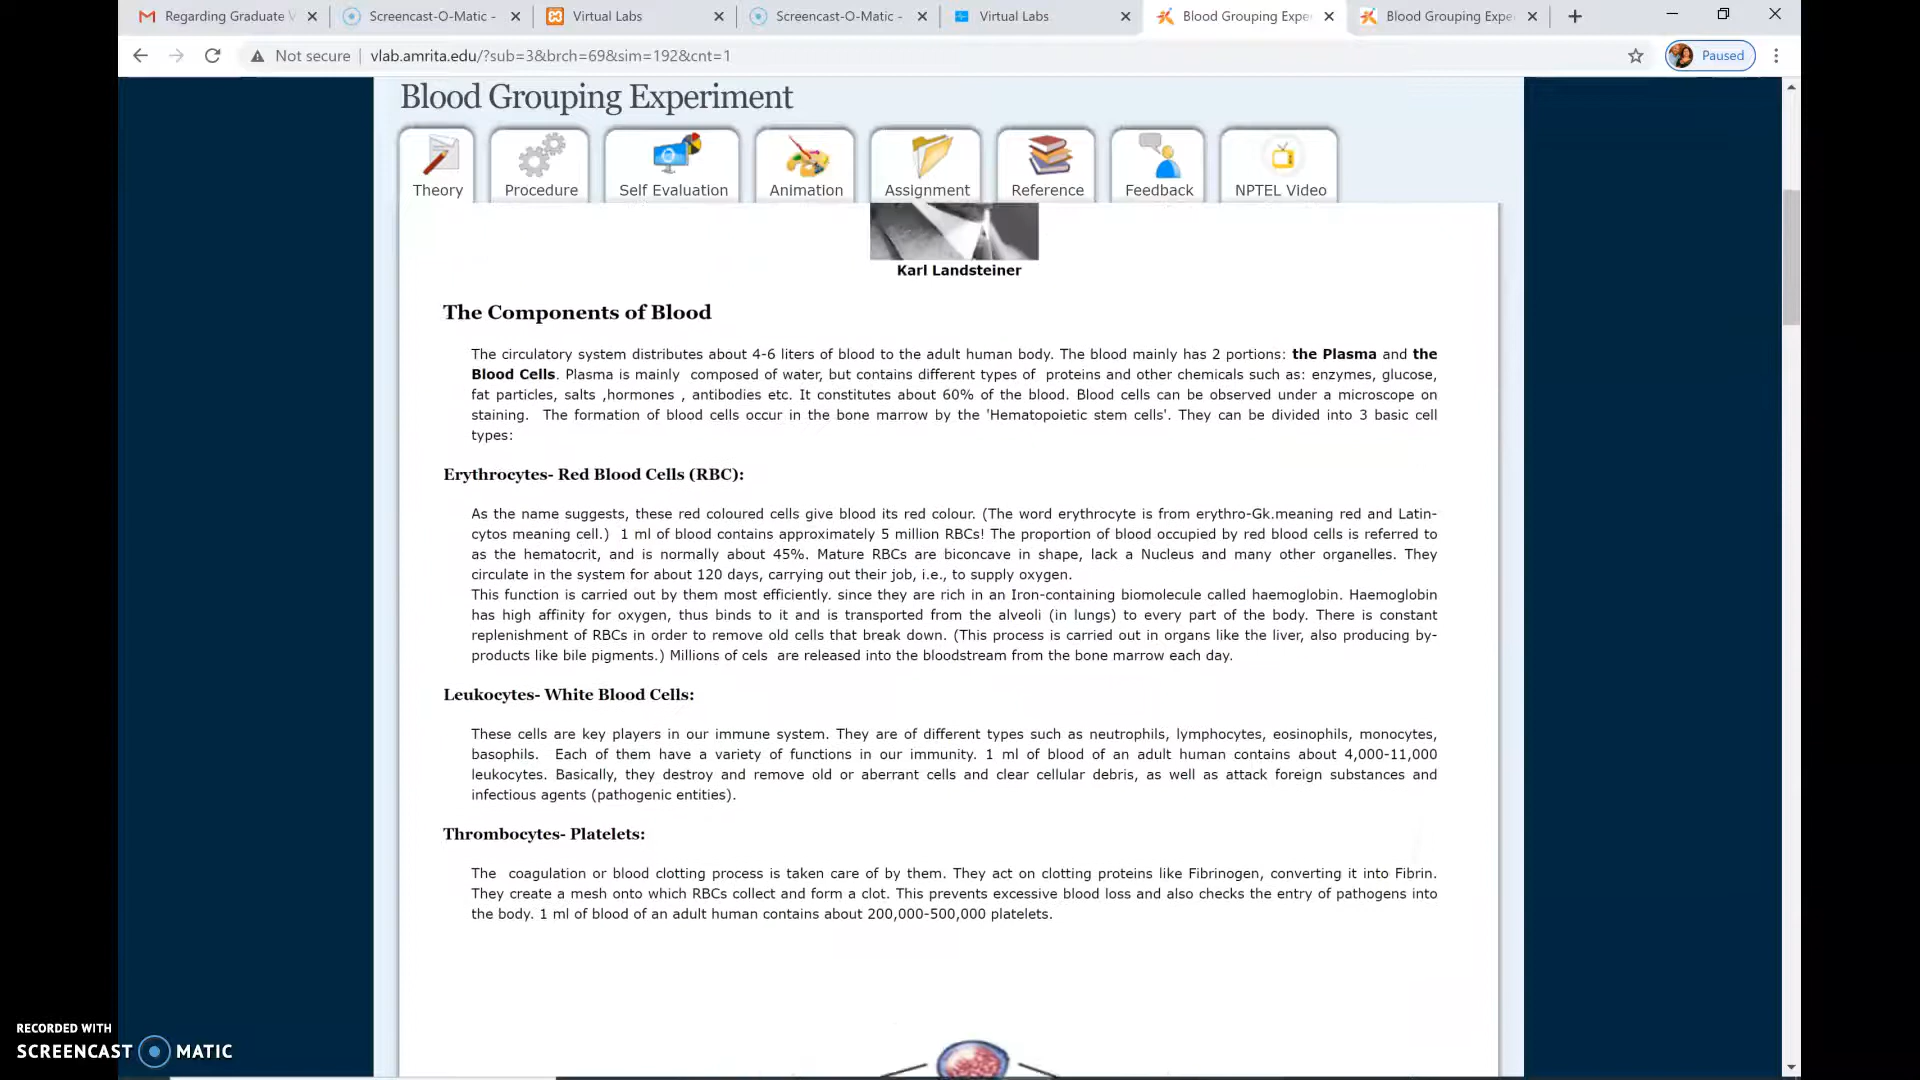 Regarding Graduate V
Screencast-O-Matic -
Virtual Labs
Screencast-O-Matic -
Virtual Labs
Blood Grouping Expe
Blood Grouping Expe
Not secure | vlab.amrita.edu/?sub=3&brch=69&sim=192&cnt=1
Paused
Blood Grouping Experiment
Theory
Procedure
Self Evaluation
Animation
Assignment
Reference
Feedback
NPTEL Video
Karl Landsteiner
The Components of Blood
The circulatory system distributes about 4-6 liters of blood to the adult human body. The blood mainly has 2 portions: the Plasma and the
Blood Cells. Plasma is mainly composed of water, but contains different types of proteins and other chemicals such as: enzymes, glucose,
fat particles, salts ,hormones , antibodies etc. It constitutes about 60% of the blood. Blood cells can be observed under a microscope on
staining. The formation of blood cells occur in the bone marrow by the 'Hematopoietic stem cells'. They can be divided into 3 basic cell
types:
Erythrocytes- Red Blood Cells (RBC):
As the name suggests, these red coloured cells give blood its red colour. (The word erythrocyte is from erythro-Gk.meaning red and Latin-
cytos meaning cell.) 1 ml of blood contains approximately 5 million RBCs! The proportion of blood occupied by red blood cells is referred to
as the hematocrit, and is normally about 45%. Mature RBCs are biconcave in shape, lack a Nucleus and many other organelles. They
circulate in the system for about 120 days, carrying out their job, i.e., to supply oxygen.
This function is carried out by them most efficiently. since they are rich in an Iron-containing biomolecule called haemoglobin. Haemoglobin
has high affinity for oxygen, thus binds to it and is transported from the alveoli (in lungs) to every part of the body. There is constant
replenishment of RBCs in order to remove old cells that break down. (This process is carried out in organs like the liver, also producing by-
products like bile pigments.) Millions of cels are released into the bloodstream from the bone marrow each day.
Leukocytes- White Blood Cells:
These cells are key players in our immune system. They are of different types such as neutrophils, lymphocytes, eosinophils, monocytes,
basophils. Each of them have a variety of functions in our immunity. 1 ml of blood of an adult human contains about 4,000-11,000
leukocytes. Basically, they destroy and remove old or aberrant cells and clear cellular debris, as well as attack foreign substances and
infectious agents (pathogenic entities).
Thrombocytes- Platelets:
The coagulation or blood clotting process is taken care of by them. They act on clotting proteins like Fibrinogen, converting it into Fibrin.
They create a mesh onto which RBCs collect and form a clot. This prevents excessive blood loss and also checks the entry of pathogens into
the body. 1 ml of blood of an adult human contains about 200,000-500,000 platelets.
RECORDED WITH
SCREENCAST MATIC